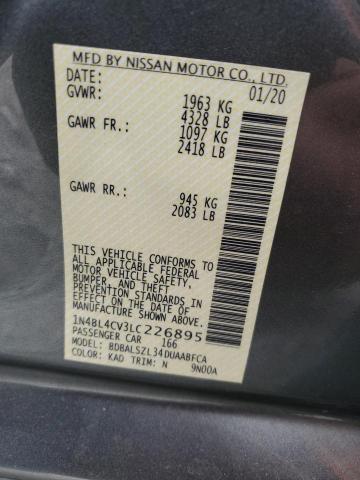 MFD BY NISSAN MOTOR CO., LTD.
DATE: 01/20
GVWR: 1963 KG
4328 LB
GAWR FR.: 1097 KG
2418 LB
GAWR RR.: 945 KG
2083 LB
THIS VEHICLE CONFORMS TO
ALL APPLICABLE FEDERAL
MOTOR VEHICLE SAFETY,
BUMPER, AND THEFT
PREVENTION STANDARDS IN
EFFECT ON THE DATE OF
MANUFACTURE SHOWN ABOVE.
1N4BL4CV3LC226895
PASSENGER CAR 166
MODEL: BDBALSZL34DUAABFCA
COLOR: KAD TRIM: N 9N00A